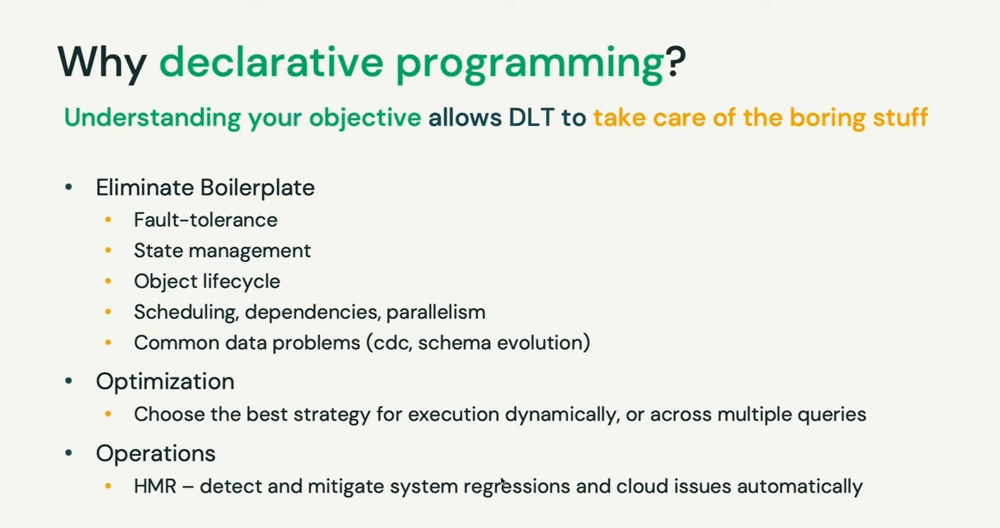 Why declarative programming?
Understanding your objective allows DLT to take care of the boring stuff
• Eliminate Boilerplate
• Fault-tolerance
• State management
• Object lifecycle
• Scheduling, dependencies, parallelism
• Common data problems (cdc, schema evolution)
• Optimization
• Choose the best strategy for execution dynamically, or across multiple queries
• Operations
• HMR – detect and mitigate system regressions and cloud issues automatically